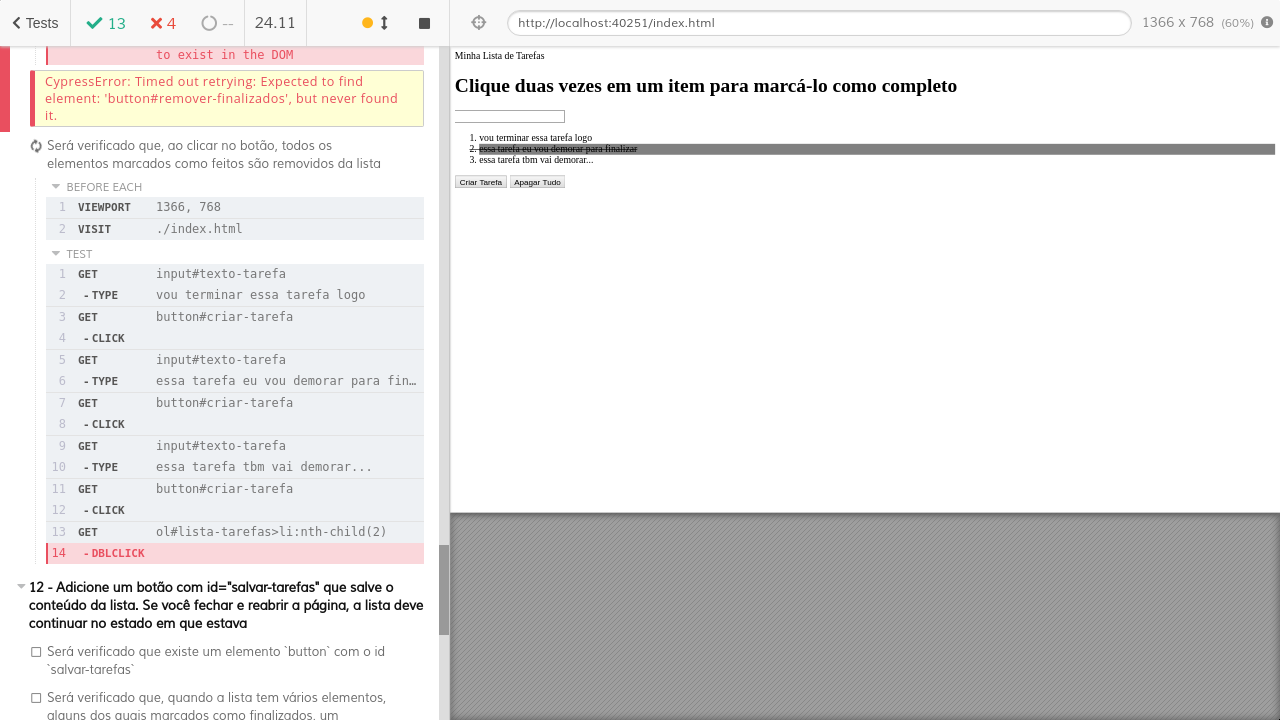 Tests
13
4
--
24.11
http://localhost:40251/index.html
1366 x 768 (60%)
to exist in the DOM
CypressError: Timed out retrying: Expected to find
element: 'button#remover-finalizados', but never found
it.
Será verificado que, ao clicar no botão, todos os
elementos marcados como feitos são removidos da lista
BEFORE EACH
1 VIEWPORT 1366, 768
2 VISIT ./index.html
TEST
1 GET input#texto-tarefa
2 - TYPE vou terminar essa tarefa logo
3 GET button#criar-tarefa
4 - CLICK
5 GET input#texto-tarefa
6 - TYPE essa tarefa eu vou demorar para fin…
7 GET button#criar-tarefa
8 - CLICK
9 GET input#texto-tarefa
10 - TYPE essa tarefa tbm vai demorar...
11 GET button#criar-tarefa
12 - CLICK
13 GET ol#lista-tarefas>li:nth-child(2)
14 - DBLCLICK
12 - Adicione um botão com id="salvar-tarefas" que salve o
conteúdo da lista. Se você fechar e reabrir a página, a lista deve
continuar no estado em que estava
Será verificado que existe um elemento `button` com o id
`salvar-tarefas`
Será verificado que, quando a lista tem vários elementos,
alguns dos quais marcados como finalizados, um
Minha Lista de Tarefas
Clique duas vezes em um item para marcá-lo como completo
1. vou terminar essa tarefa logo
2. essa tarefa eu vou demorar para finalizar
3. essa tarefa tbm vai demorar...
Criar Tarefa Apagar Tudo